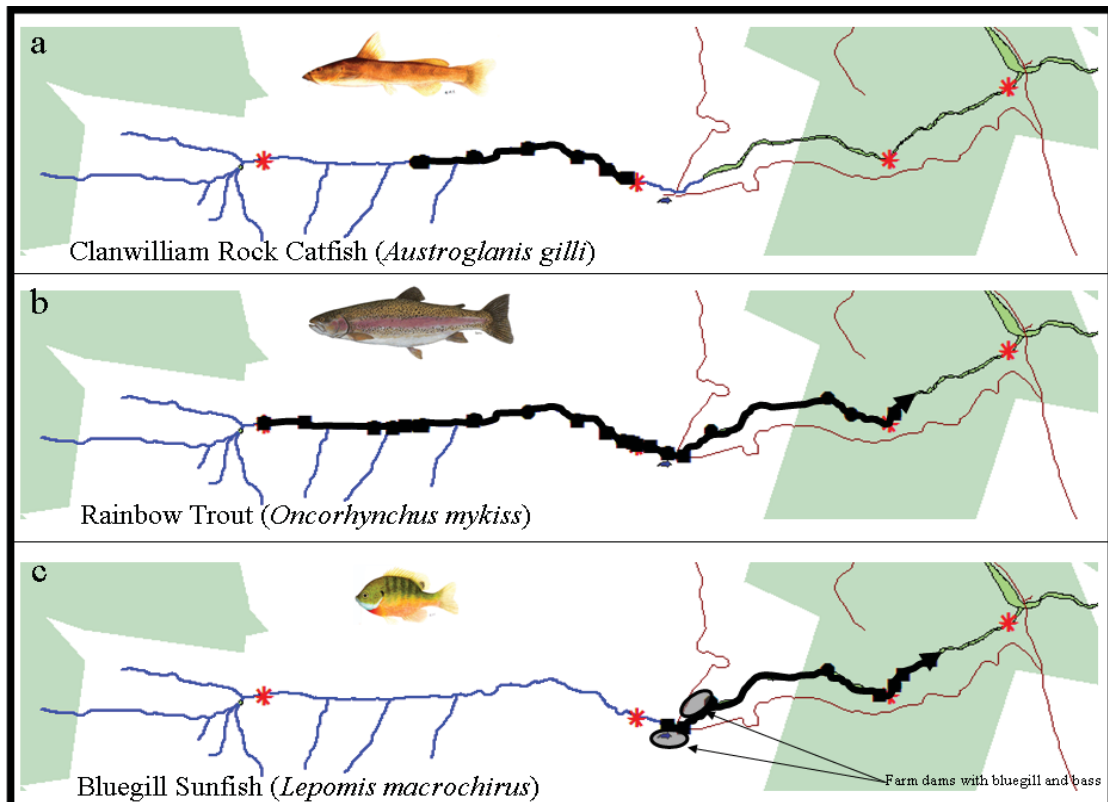 a
Clanwilliam Rock Catfish (Austroglanis gilli)
b
Rainbow Trout (Oncorhynchus mykiss)
c
Farm dams with bluegill and bass
Bluegill Sunfish (Lepomis macrochirus)